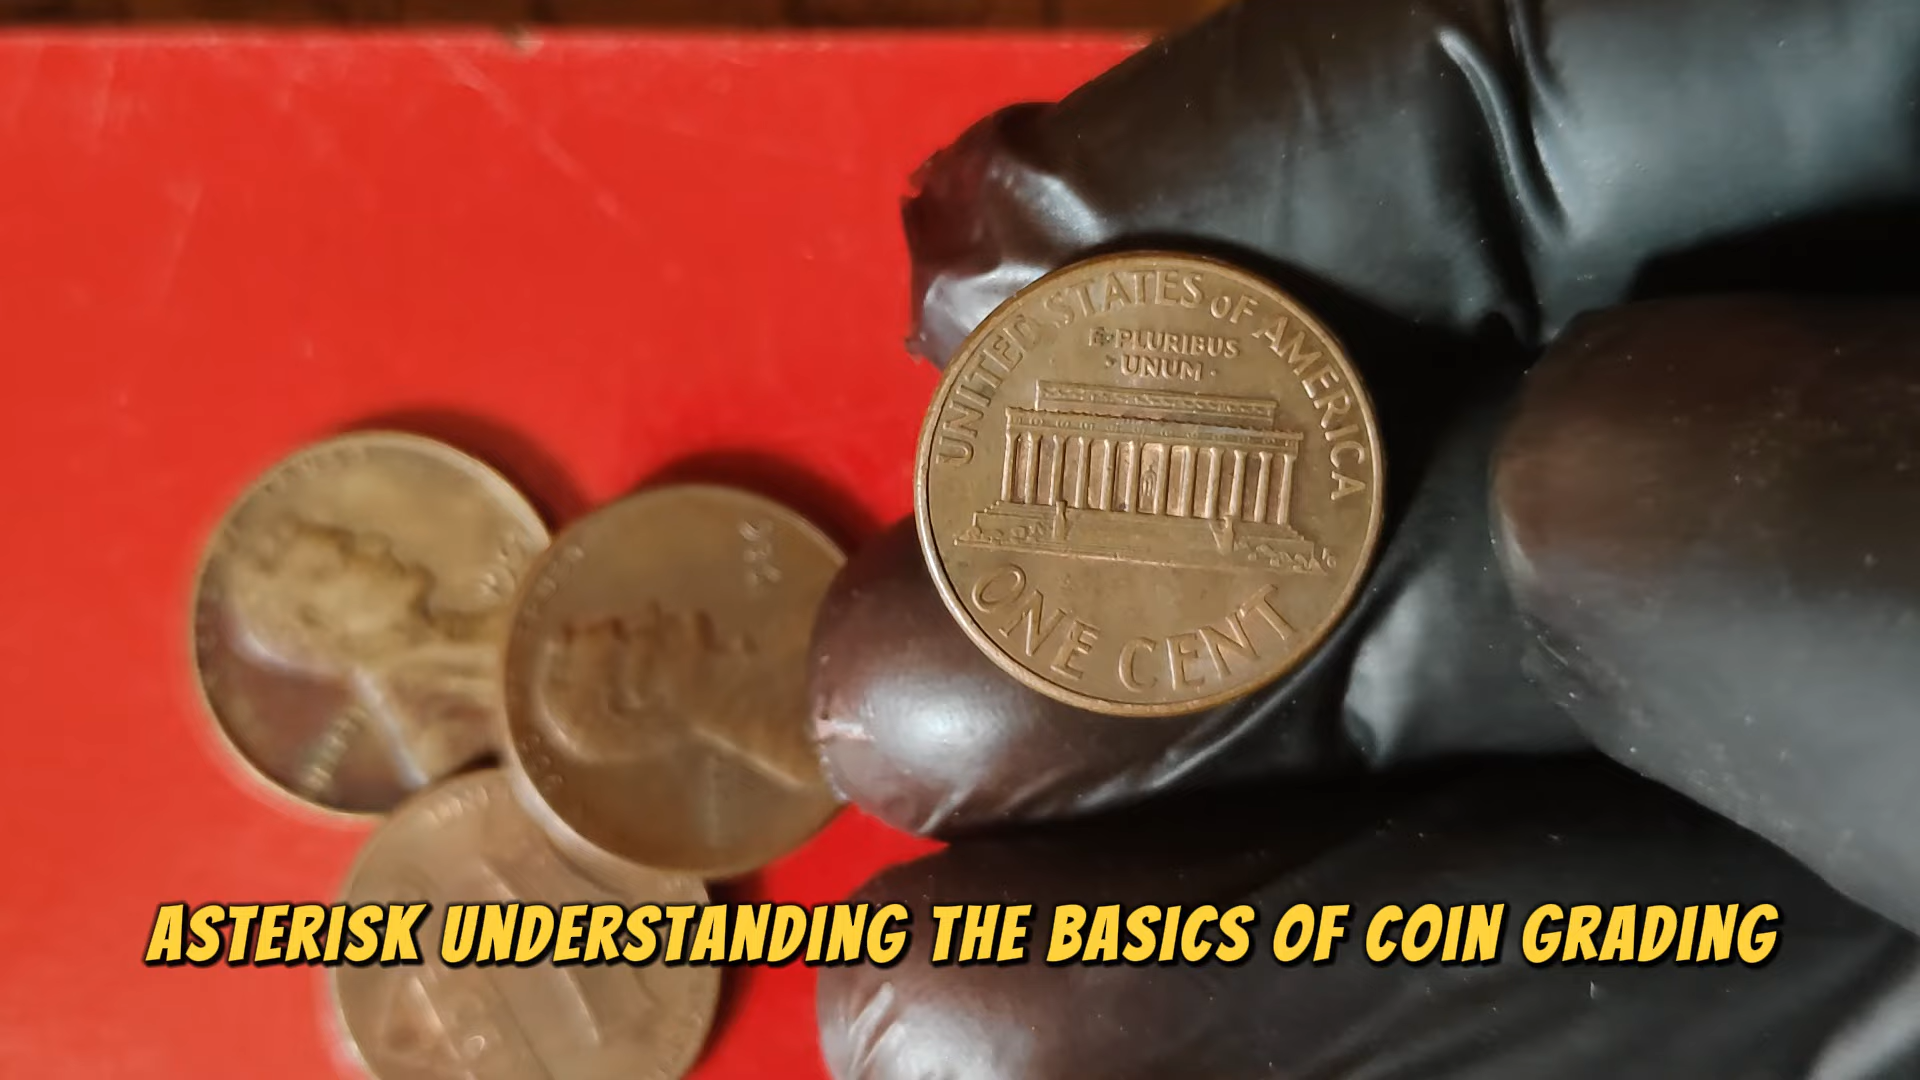 UNITED STATES OF AMERICA
E·PLURIBUS
·UNUM·
ONE CENT
ASTERISK UNDERSTANDING THE BASICS OF COIN GRADING